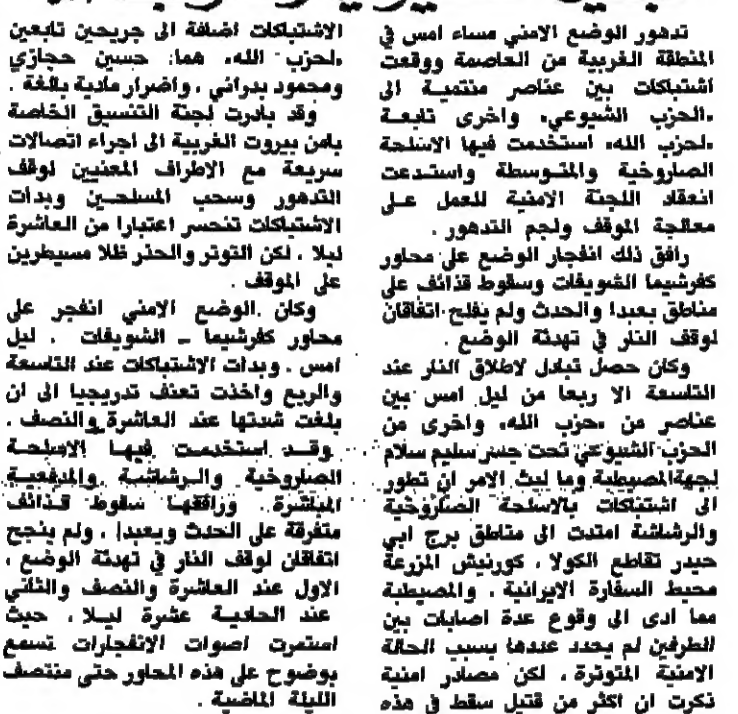 تدهور الوضع الامني مساء امس في
المنطقة الغربية من العاصمة ووقعت
اشتباكات بين عناصر منتمية الى
«الحزب الشيوعي» واخرى تابعة
«لحزب الله» استخدمت فيها الاسلحة
الصاروخية والمتوسطة واستدعت
انعقاد اللجنة الامنية للعمل على
معالجة الموقف ولجم التدهور .
رافق ذلك انفجار الوضع على محاور
كفرشيما الشويفات وسقوط قذائف على
مناطق بعبدا والحدث ولم يفلح اتفاقان
لوقف النار في تهدئة الوضع .
وكان حصل تبادل لاطلاق النار عند
التاسعة الا ربعا من ليل امس بين
عناصر من «حزب الله» واخرى من
الحزب الشيوعي تحت جسر سليم سلام
لجهة المصيطبة وما لبث الامر ان تطور
الى اشتباكات بالاسلحة الصاروخية
والرشاشة امتدت الى مناطق برج ابي
حيدر تقاطع الكولا ، كورنيش المزرعة
محيط السفارة الايرانية ، والمصيطبة
مما ادى الى وقوع عدة اصابات بين
الطرفين لم يحدد عددها بسبب الحالة
الامنية المتوترة ، لكن مصادر امنية
ذكرت ان اكثر من قتيل سقط في هذه
الاشتباكات اضافة الى جريحين تابعين
«لحزب الله» هما: حسين حجازي
ومحمود بدراني ، واضرار مادية بالغة .
وقد بادرت لجنة التنسيق الخاصة
بامن بيروت الغربية الى اجراء اتصالات
سريعة مع الاطراف المعنيين لوقف
التدهور وسحب المسلحين وبدات
الاشتباكات تنحسر اعتبارا من العاشرة
ليلا ، لكن التوتر والحذر ظلا مسيطرين
على الموقف .
وكان الوضع الامني انفجر على
محاور كفرشيما - الشويفات ، ليل
امس ، وبدات الاشتباكات عند التاسعة
والربع واخذت تعنف تدريجيا الى ان
بلغت شدتها عند العاشرة والنصف .
وقد استخدمت فيها الاسلحة
الصاروخية والرشاشة والمدفعية
المباشرة . ورافقها سقوط قذائف
متفرقة على الحدث وبعبدا ، ولم ينجح
اتفاقان لوقف النار في تهدئة الوضع ،
الاول عند العاشرة والنصف والثاني
عند الحادية عشرة ليلا ، حيث
استمرت اصوات الانفجارات تسمع
بوضوح على هذه المحاور حتى منتصف
الليلة الماضية .